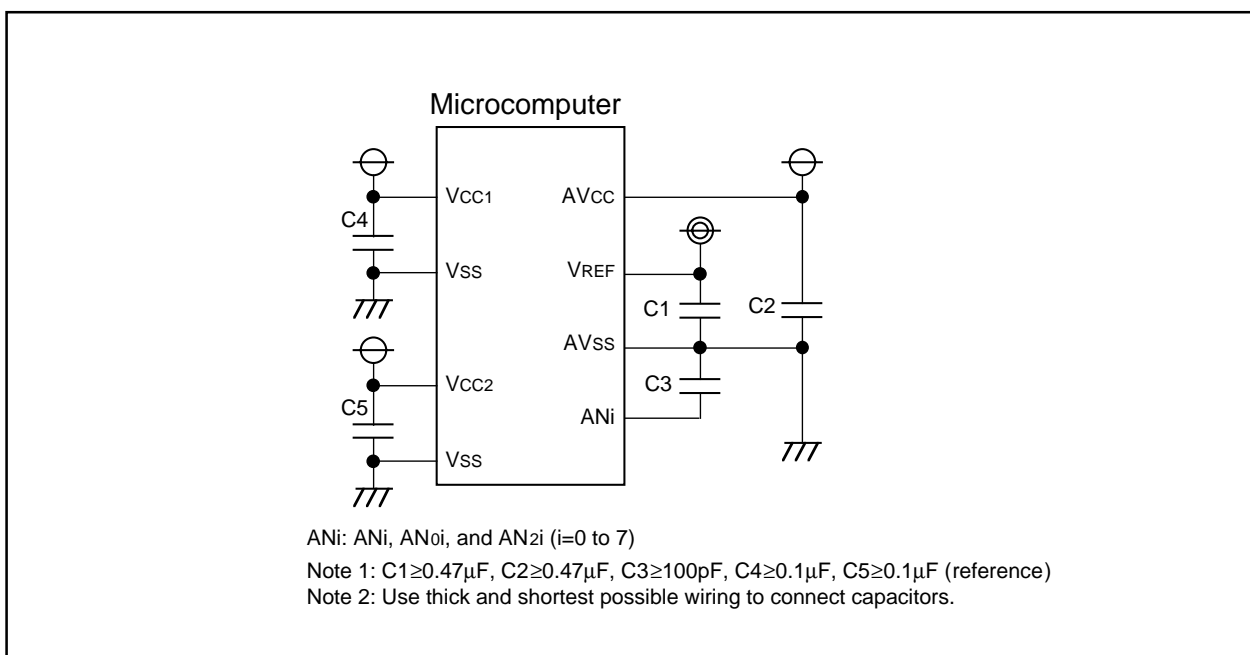 Microcomputer
VCC1
AVCC
C4
VSS
VREF
C1
C2
AVSS
C3
VCC2
C5
ANi
VSS
ANi: ANi, AN0i, and AN2i (i=0 to 7)
Note 1: C1≥0.47μF, C2≥0.47μF, C3≥100pF, C4≥0.1μF, C5≥0.1μF (reference)
Note 2: Use thick and shortest possible wiring to connect capacitors.